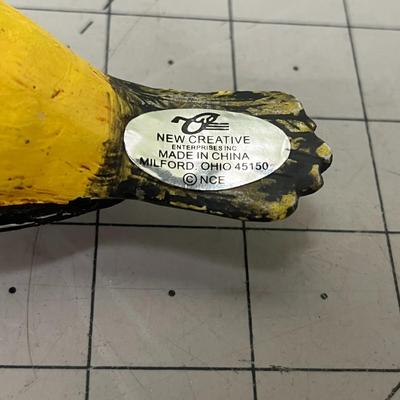 NEW CREATIVE
ENTERPRISES INC.
MADE IN CHINA
MILFORD, OHIO 45150
© NCE